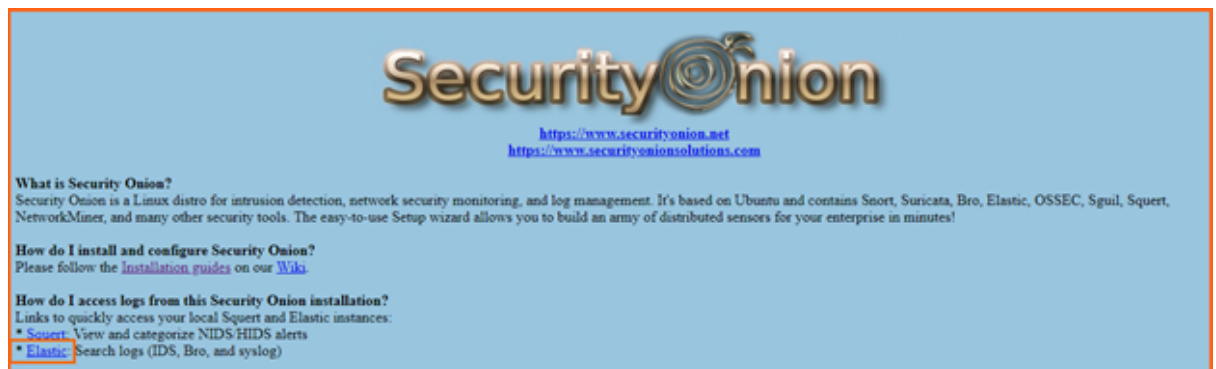 SecurityOnion
https://www.securityonion.net
https://www.securityonionsolutions.com
What is Security Onion?
Security Onion is a Linux distro for intrusion detection, network security monitoring, and log management. It's based on Ubuntu and contains Snort, Suricata, Bro, Elastic, OSSEC, Sguil, Squert,
NetworkMiner, and many other security tools. The easy-to-use Setup wizard allows you to build an army of distributed sensors for your enterprise in minutes!
How do I install and configure Security Onion?
Please follow the Installation guides on our Wiki.
How do I access logs from this Security Onion installation?
Links to quickly access your local Squert and Elastic instances:
* Squert: View and categorize NIDS/HIDS alerts
* Elastic: Search logs (IDS, Bro, and syslog)